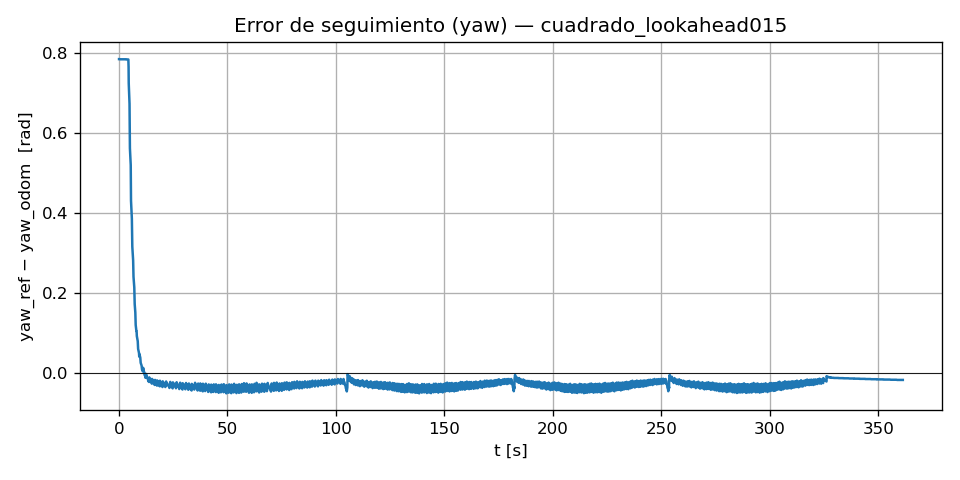 Error de seguimiento (yaw) — cuadrado_lookahead015
yaw_ref − yaw_odom [rad]
0.8
0.6
0.4
0.2
0.0
0 50 100 150 200 250 300 350
t [s]